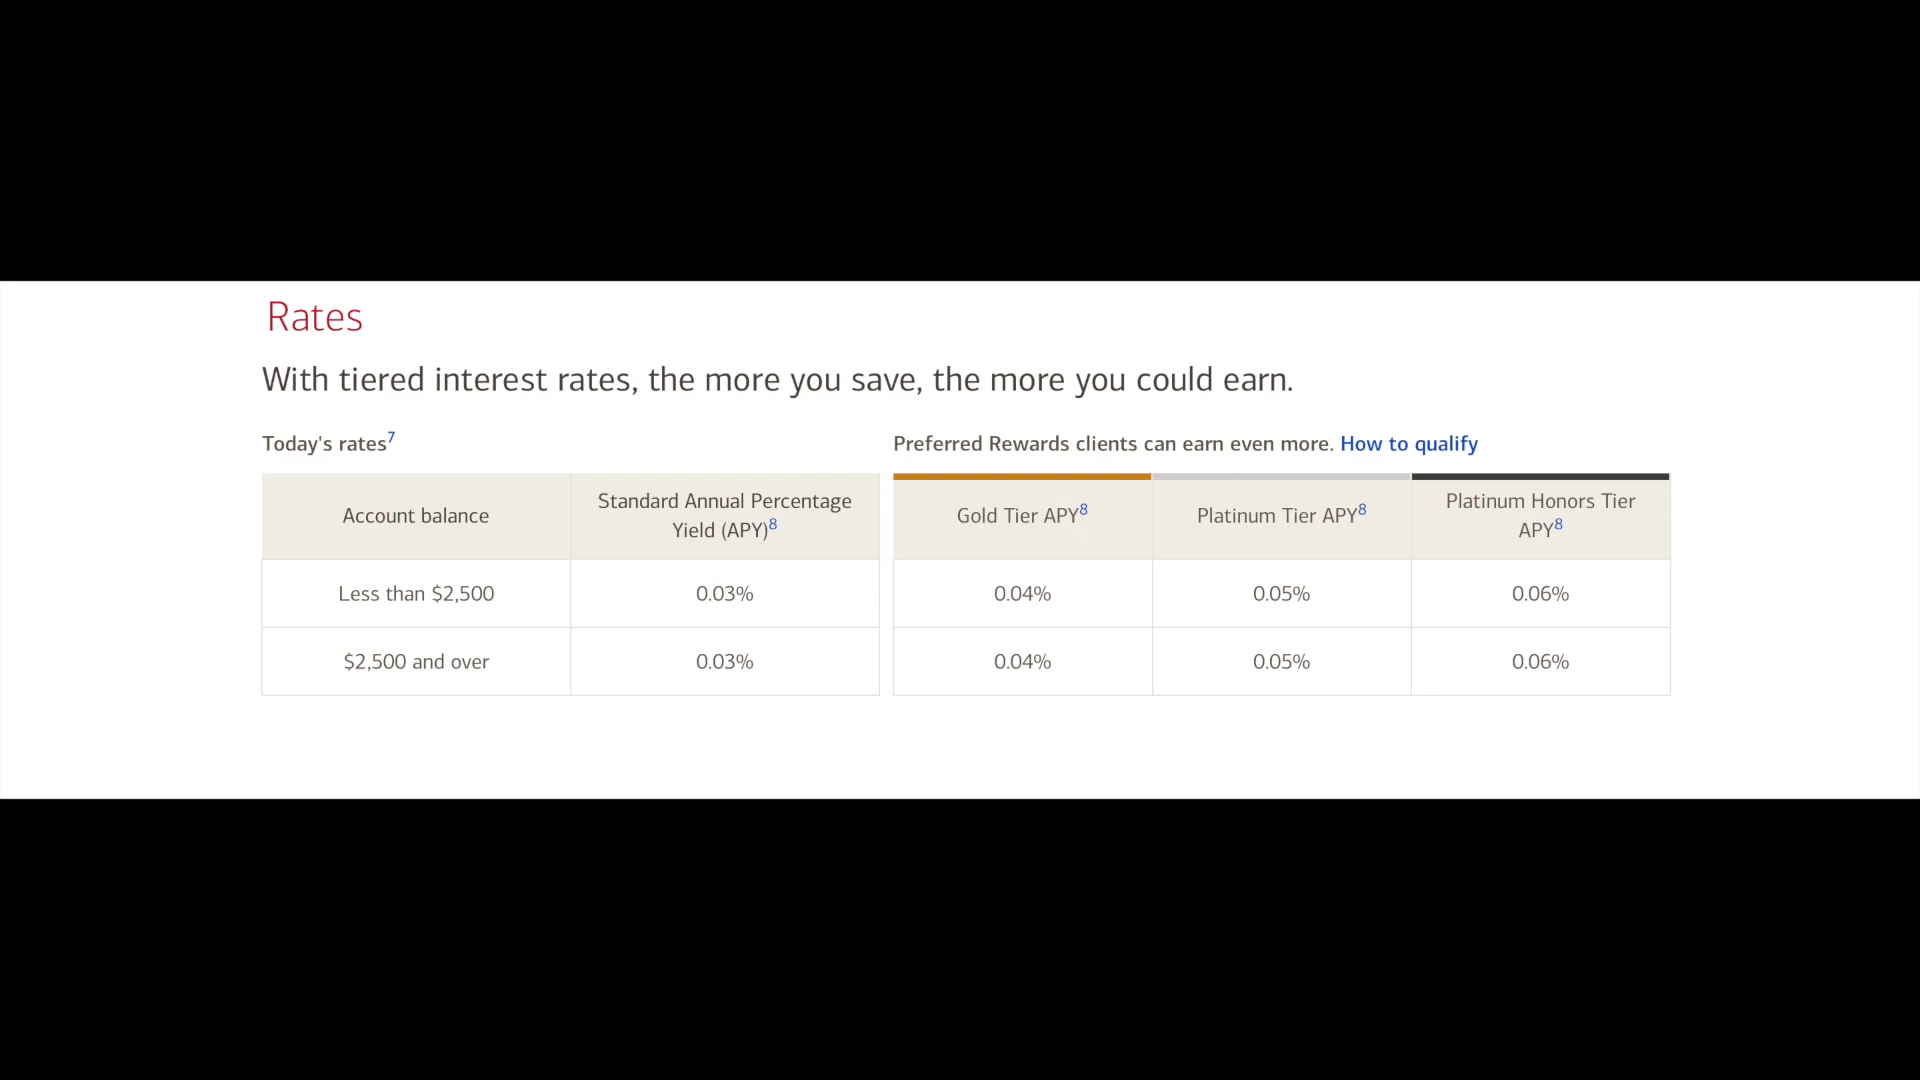 Rates
With tiered interest rates, the more you save, the more you could earn.
Today's rates7
Preferred Rewards clients can earn even more. How to qualify
Account balance
Standard Annual Percentage
Yield (APY)8
Gold Tier APY8
Platinum Tier APY8
Platinum Honors Tier
APY8
Less than $2,500 0.03% 0.04% 0.05% 0.06%
$2,500 and over 0.03% 0.04% 0.05% 0.06%